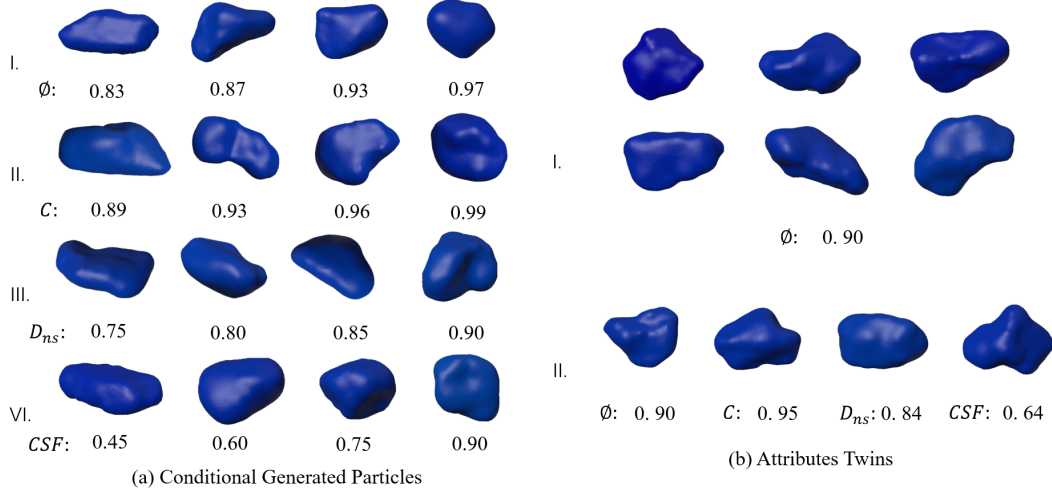 I.
Ø: 0.83 0.87 0.93 0.97
II.
C: 0.89 0.93 0.96 0.99
III.
D_ns: 0.75 0.80 0.85 0.90
VI.
CSF: 0.45 0.60 0.75 0.90
(a) Conditional Generated Particles
I.
Ø: 0. 90
II.
Ø: 0. 90 C: 0. 95 D_ns: 0. 84 CSF: 0. 64
(b) Attributes Twins